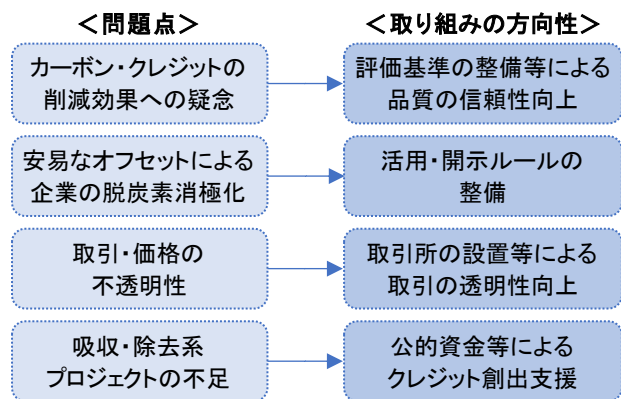 ＜問題点＞
＜取り組みの方向性＞
カーボン・クレジットの
削減効果への疑念
評価基準の整備等による
品質の信頼性向上
安易なオフセットによる
企業の脱炭素消極化
活用・開示ルールの
整備
取引・価格の
不透明性
取引所の設置等による
取引の透明性向上
吸収・除去系
プロジェクトの不足
公的資金等による
クレジット創出支援